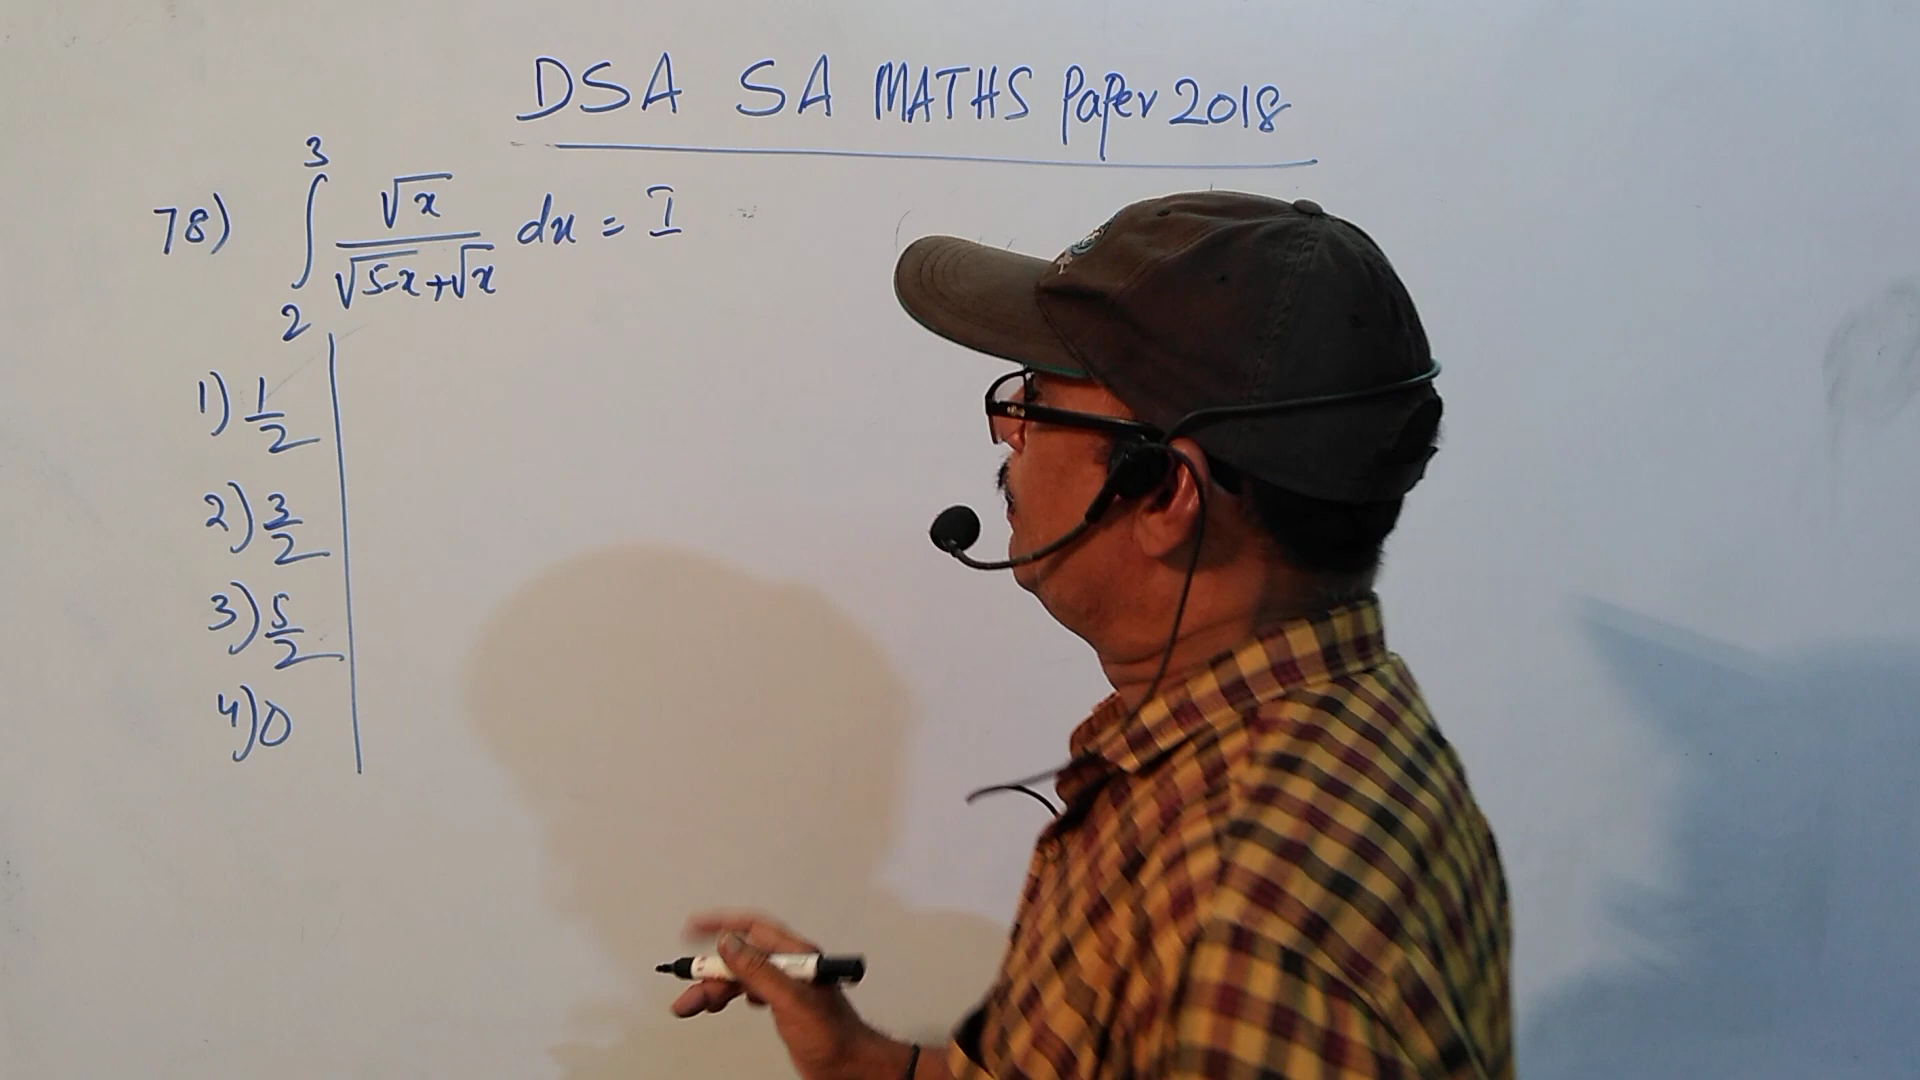 DSA SA MATHS Paper 2018
78) ∫₂³ √x / (√5-x + √x) dx = I
1) 1/2
2) 3/2
3) 5/2
4) 0